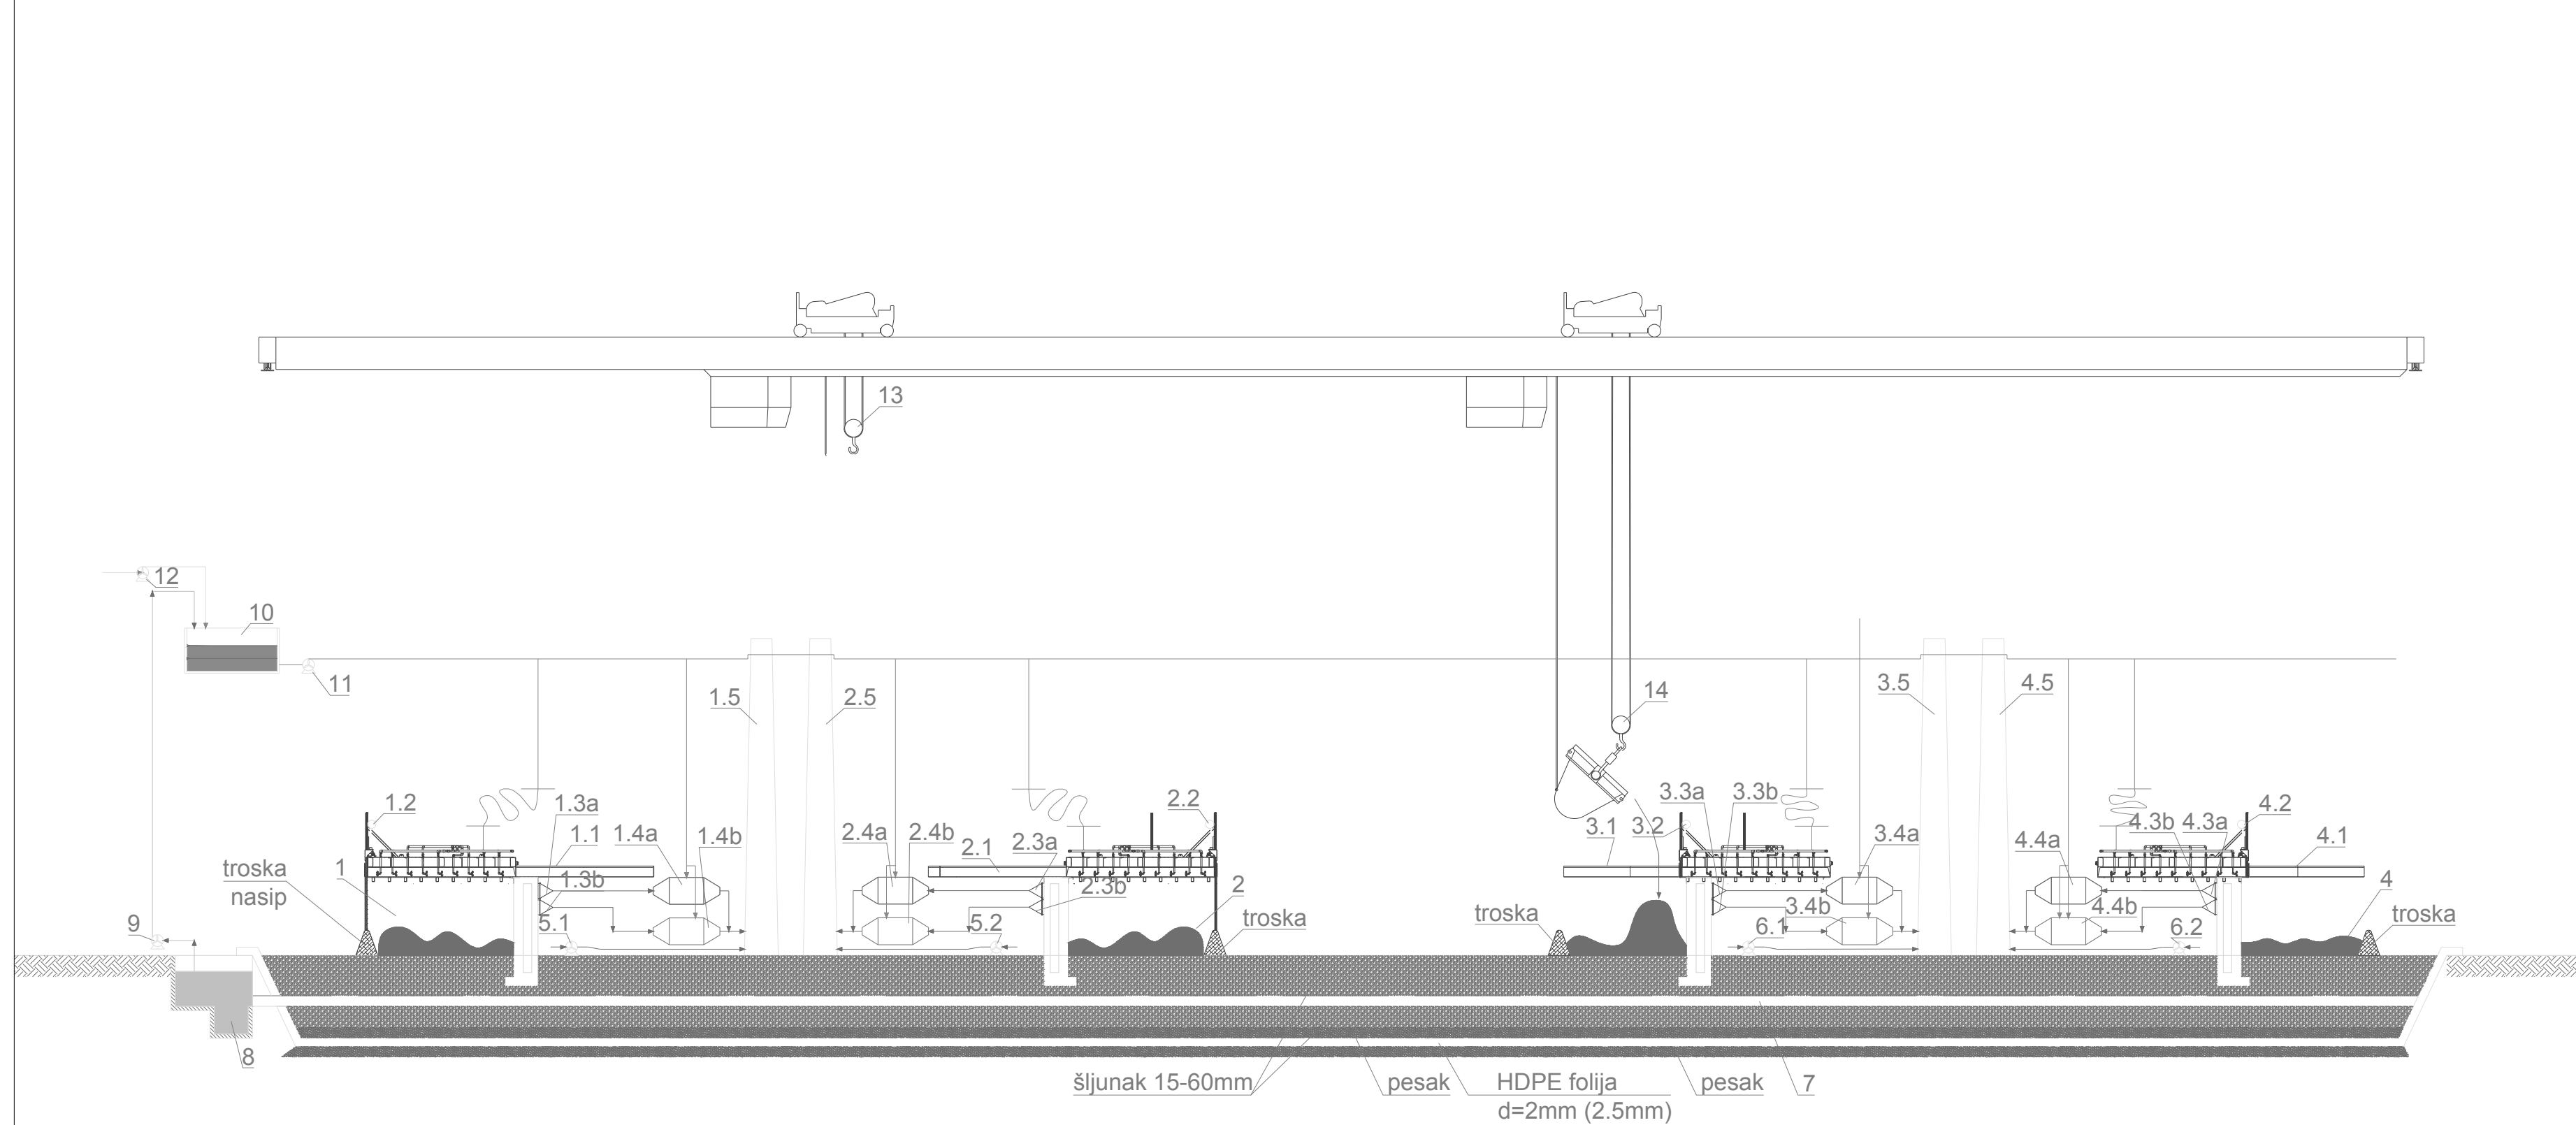 13
12
10
11
1.5
2.5
14
3.5
4.5
1.2
1.3a
1.1
1.4a
1.4b
2.4a
2.4b
2.1
2.3a
2.2
3.1
3.2
3.3a
3.3b
3.4a
4.4a
4.3b
4.3a
4.2
4.1
troska
nasip
1
1.3b
2.3b
2
troska
troska
3.4b
4.4b
4
troska
9
5.1
5.2
6.1
6.2
8
šljunak 15-60mm
pesak
HDPE folija
d=2mm (2.5mm)
pesak
7